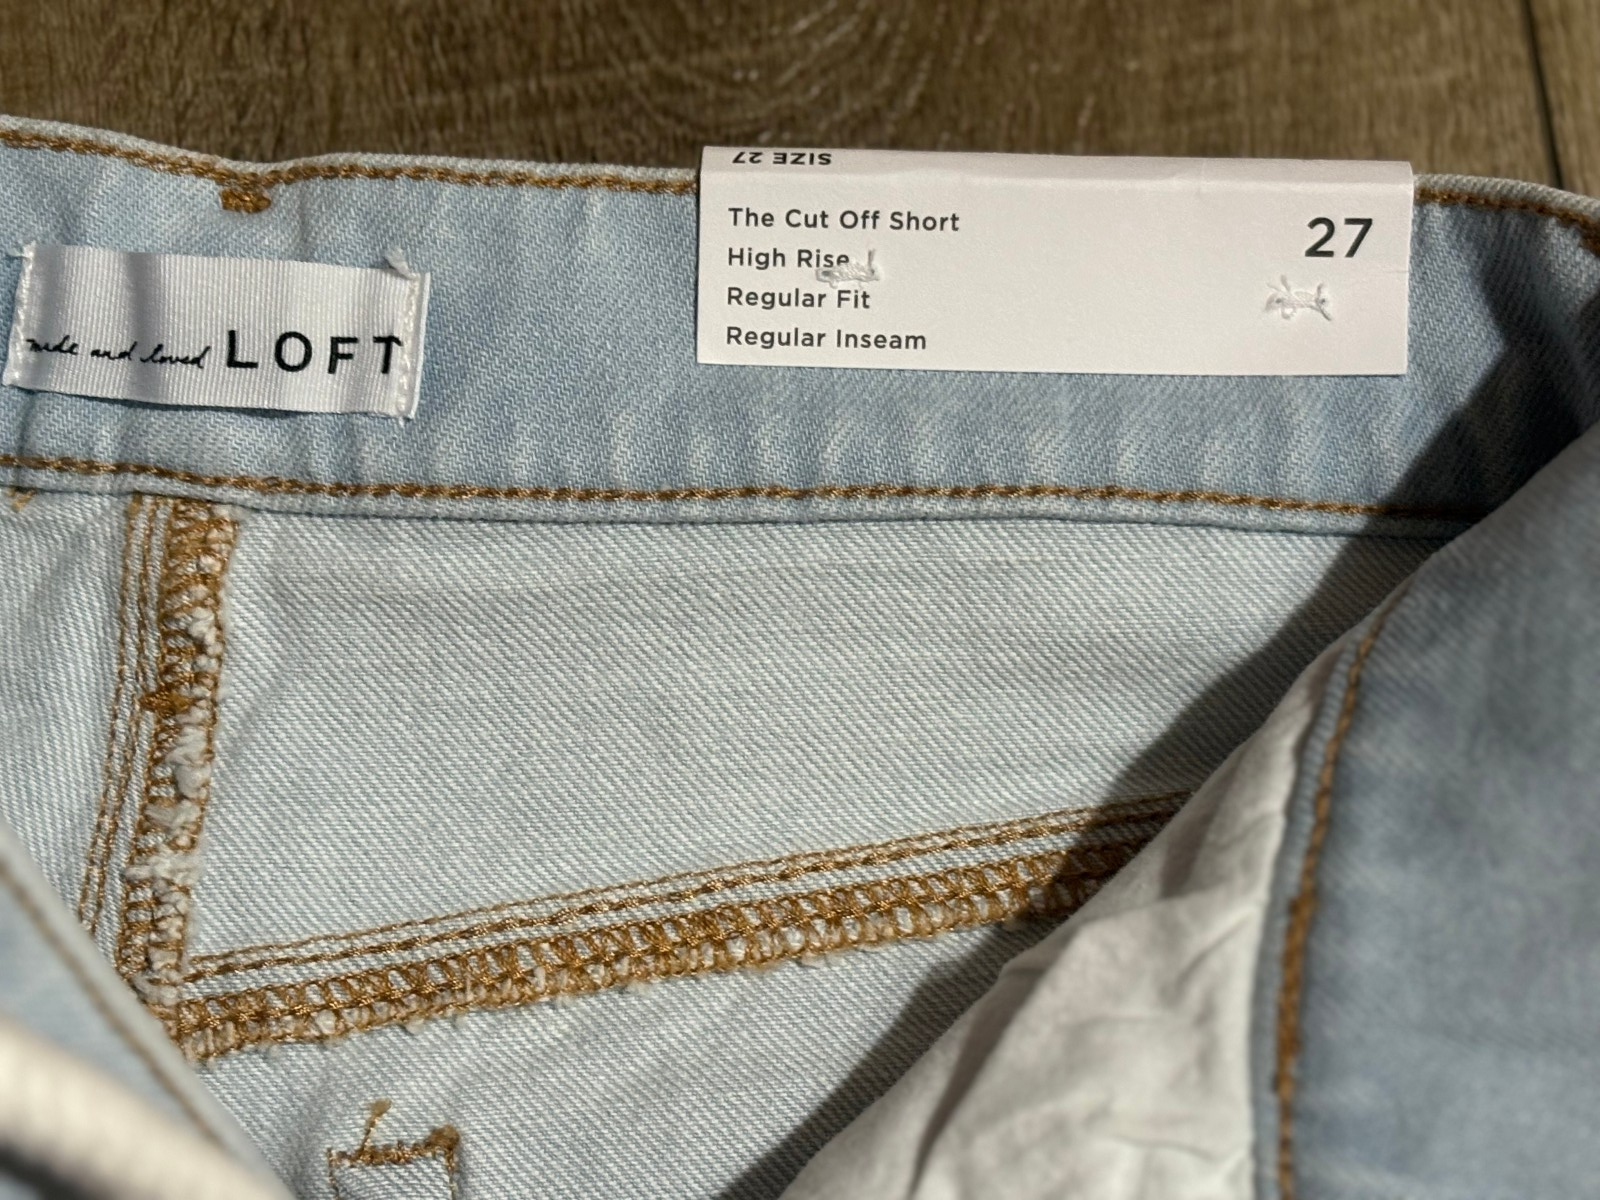 SIZE 27
The Cut Off Short
High Rise
Regular Fit
Regular Inseam
27
made and loved LOFT